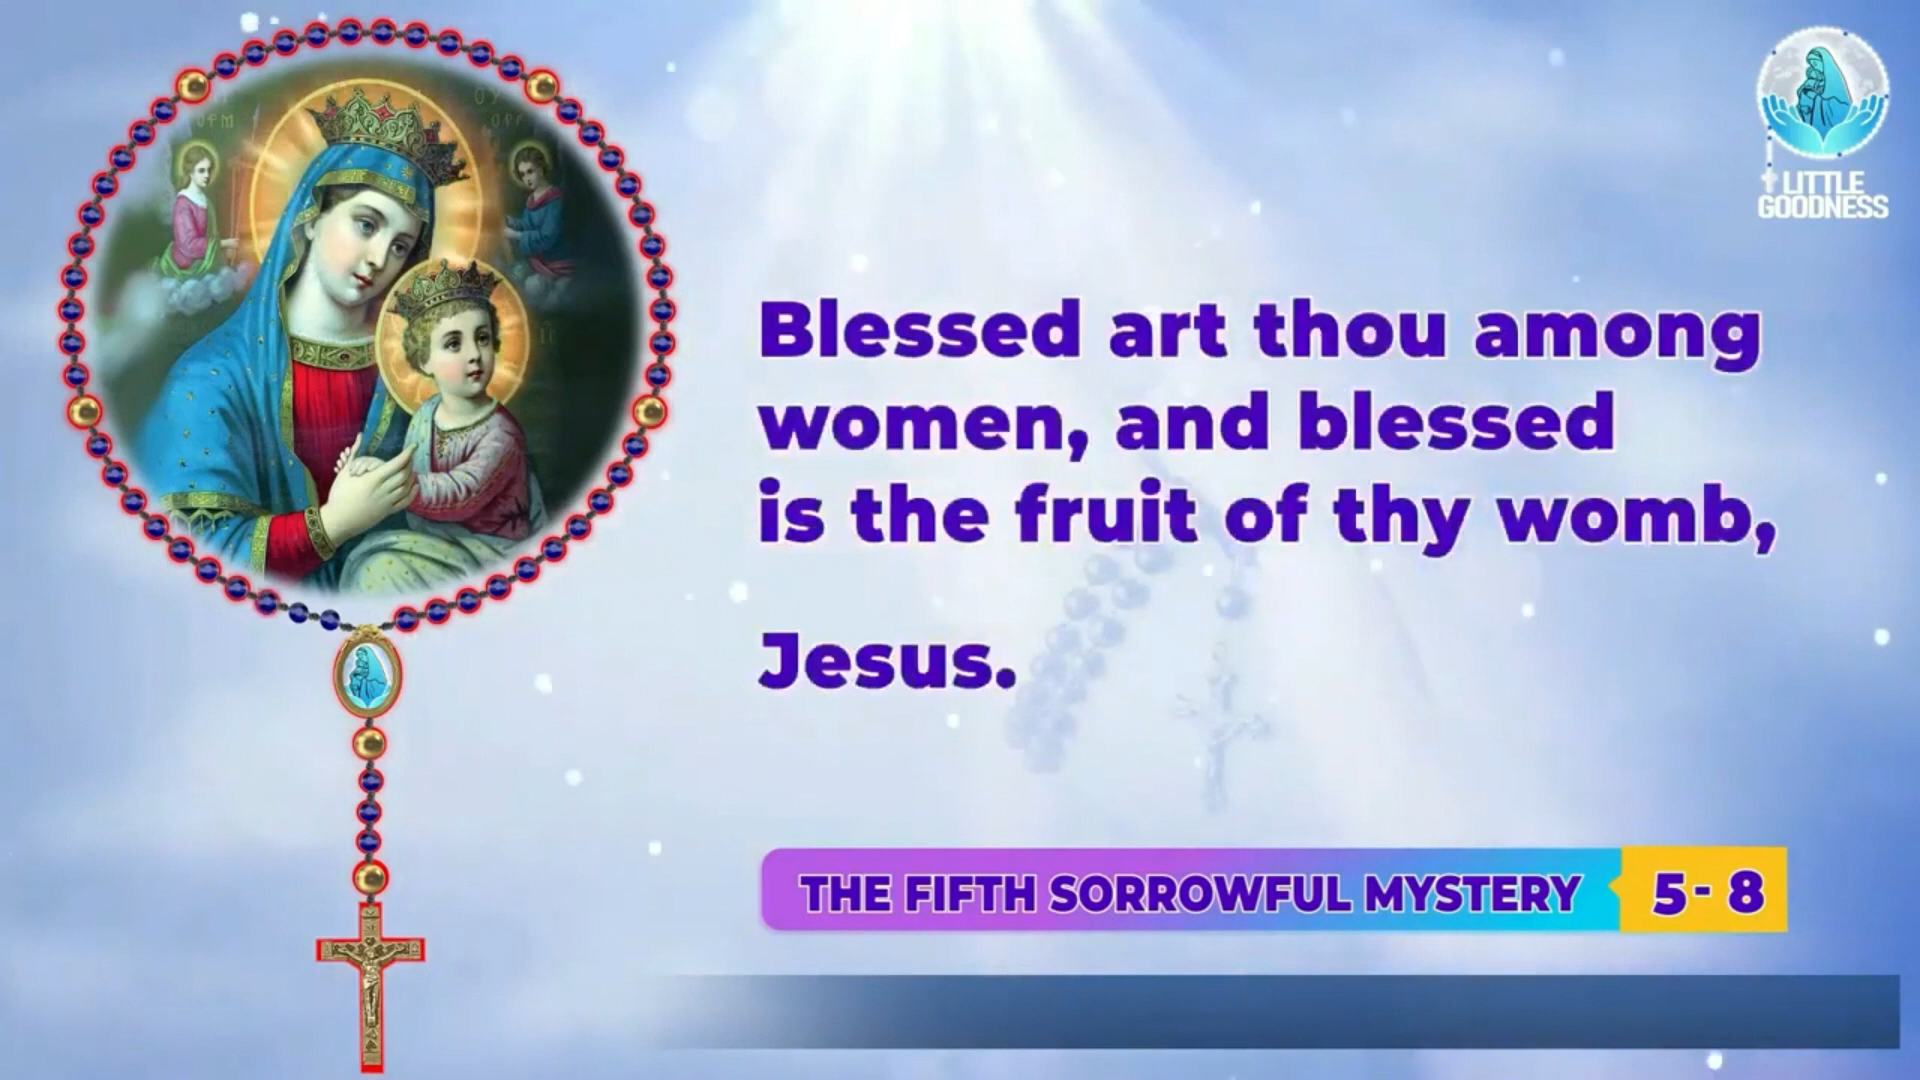 LITTLE
GOODNESS
Blessed art thou among
women, and blessed
is the fruit of thy womb,
Jesus.
THE FIFTH SORROWFUL MYSTERY 5- 8